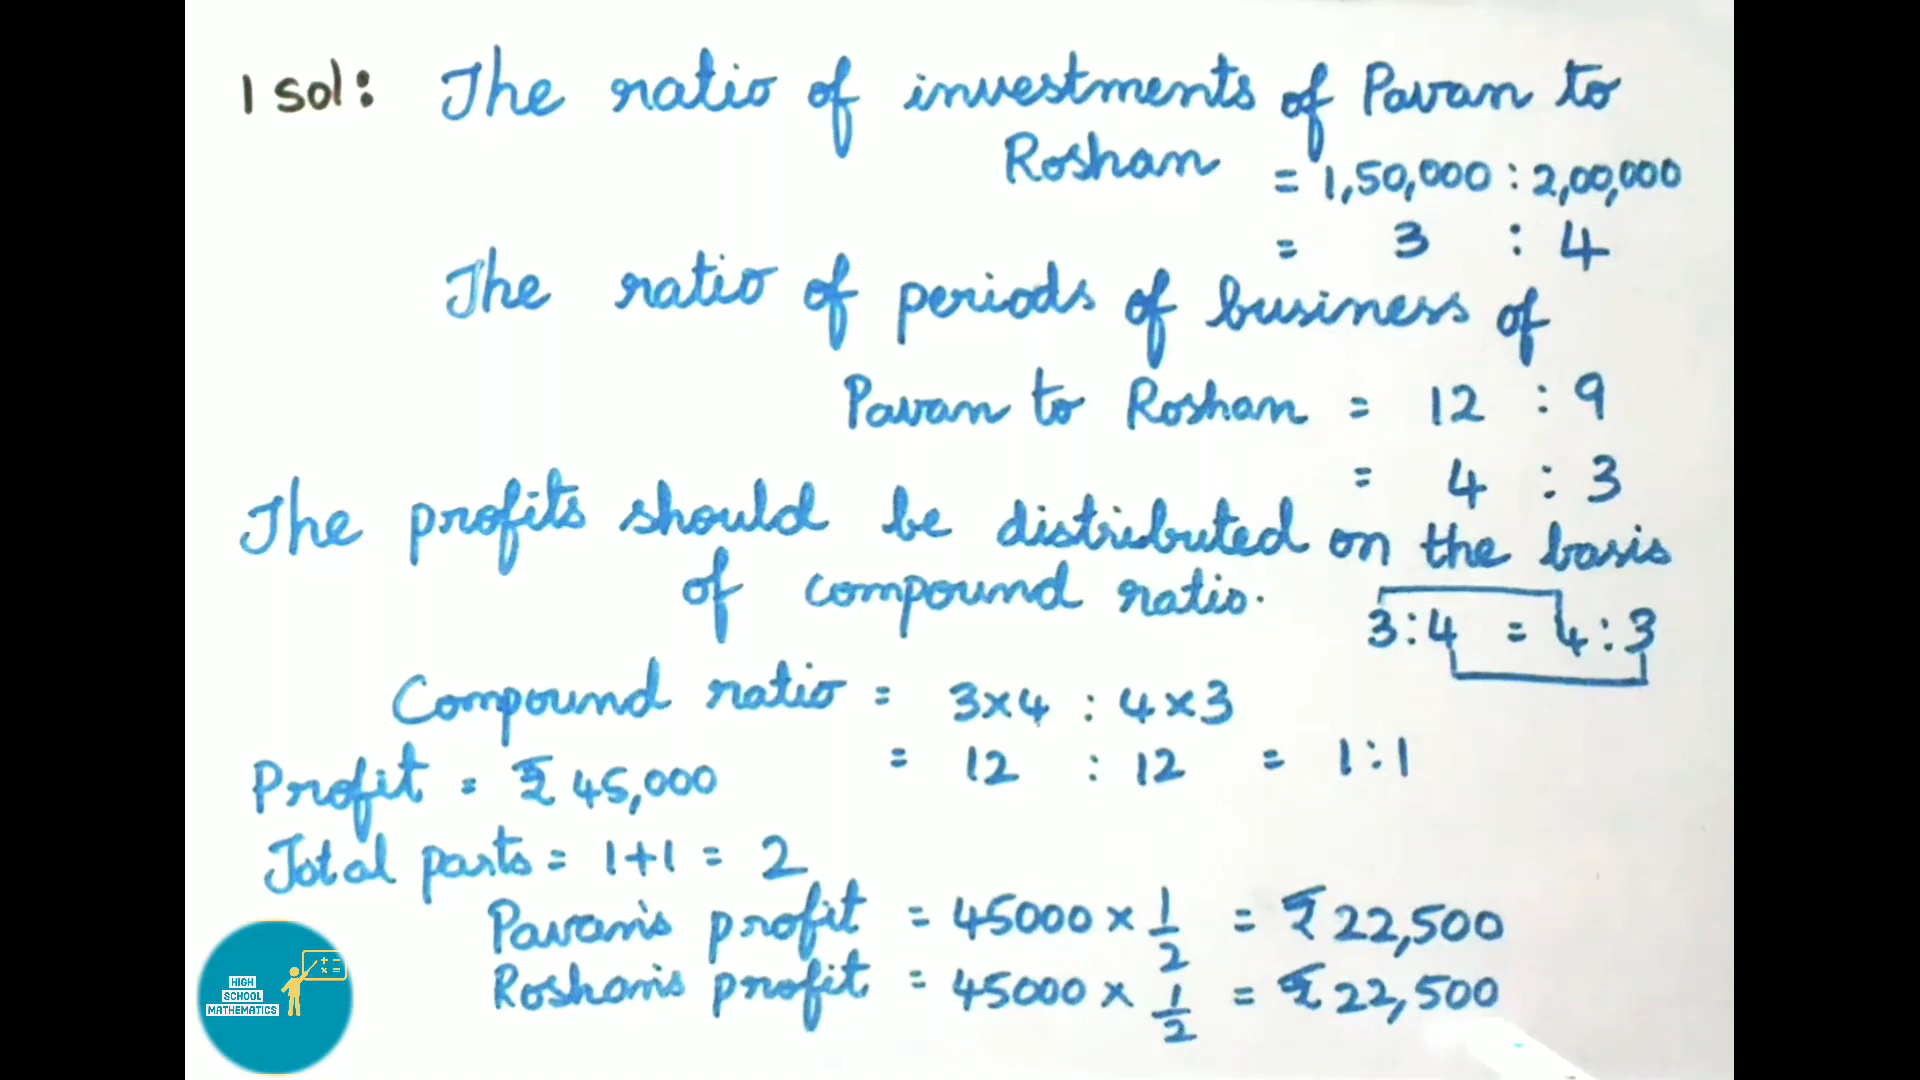 1 sol: The ratio of investments of Pavan to
Roshan = 1,50,000 : 2,00,000
= 3 : 4
The ratio of periods of business of
Pavan to Roshan = 12 : 9
= 4 : 3
The profits should be distributed on the basis
of compound ratio.
3:4 = 4:3
Compound ratio = 3×4 : 4×3
= 12 : 12 = 1:1
Profit = ₹ 45,000
Total parts = 1+1 = 2
Pavan's profit = 45000 × 1/2 = ₹ 22,500
Roshan's profit = 45000 × 1/2 = ₹ 22,500
HIGH
SCHOOL
MATHEMATICS
+ -
× =